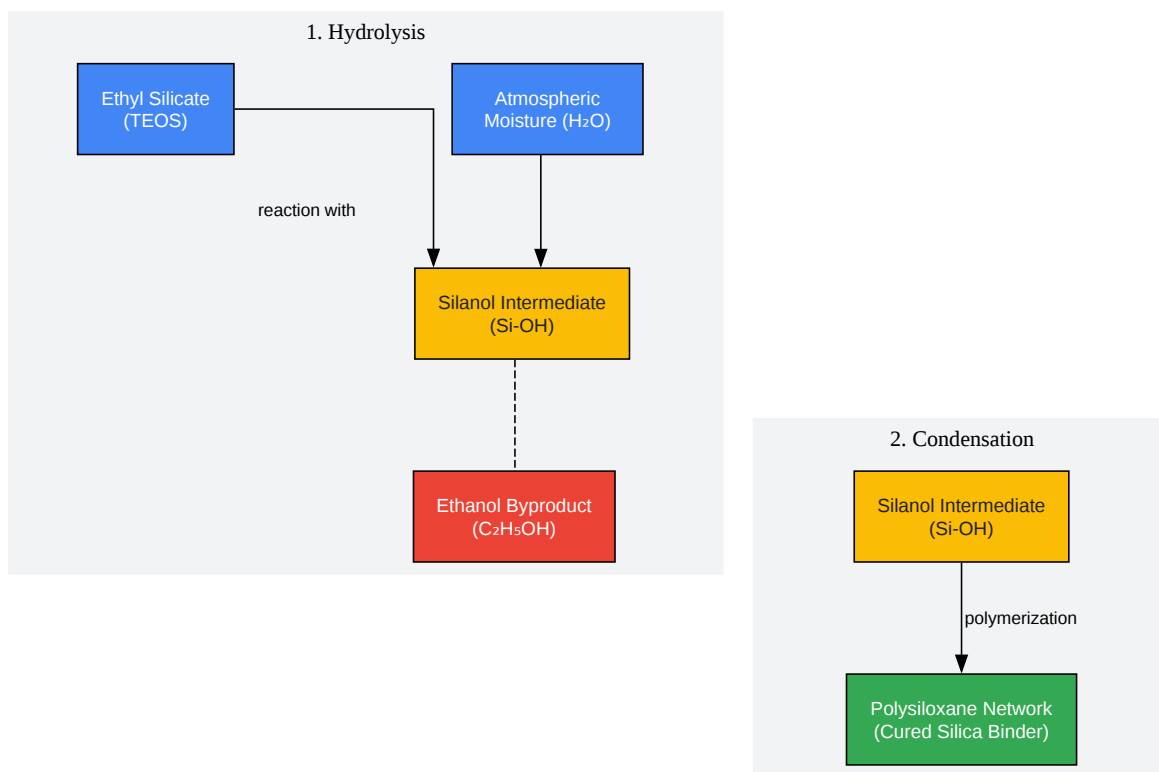 1. Hydrolysis
Ethyl Silicate
(TEOS)
Atmospheric
Moisture (H₂O)
reaction with
Silanol Intermediate
(Si-OH)
Ethanol Byproduct
(C₂H₅OH)
2. Condensation
Silanol Intermediate
(Si-OH)
polymerization
Polysiloxane Network
(Cured Silica Binder)